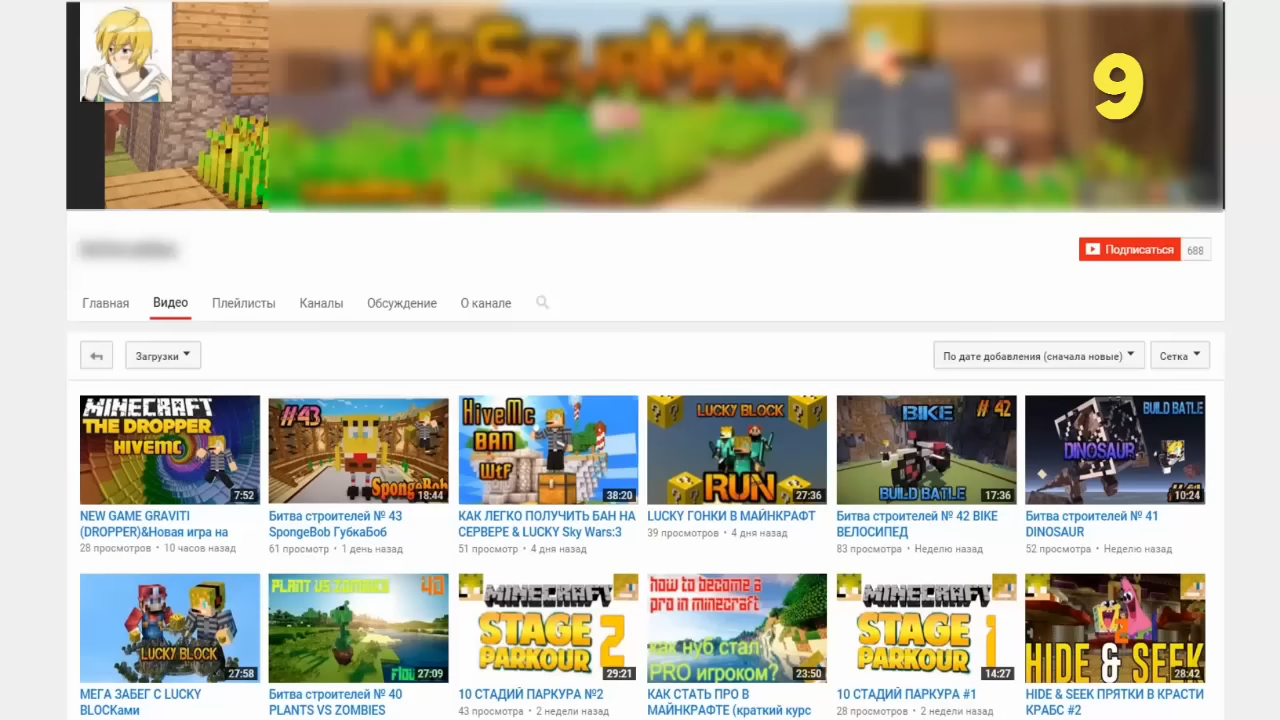 MrSevaMan
9
Подписаться 688
Главная Видео Плейлисты Каналы Обсуждение О канале
Загрузки По дате добавления (сначала новые) Сетка
MINECRAFT
THE DROPPER
HIVEMC
7:52
#43
SpongeBob
18:44
HiveMc
BAN
WtF
38:20
LUCKY BLOCK
RUN
27:36
BIKE # 42
BUILD BATLE
17:36
BUILD BATLE
DINOSAUR
10:24
NEW GAME GRAVITI
(DROPPER)&Новая игра на
28 просмотров • 10 часов назад
Битва строителей № 43
SpongeBob ГубкаБоб
61 просмотр • 1 день назад
КАК ЛЕГКО ПОЛУЧИТЬ БАН НА
СЕРВЕРЕ & LUCKY Sky Wars:3
51 просмотр • 4 дня назад
LUCKY ГОНКИ В МАЙНКРАФТ
39 просмотров • 4 дня назад
Битва строителей № 42 BIKE
ВЕЛОСИПЕД
83 просмотра • Неделю назад
Битва строителей № 41
DINOSAUR
52 просмотра • Неделю назад
LUCKY BLOCK
27:58
PLANT VS ZOMBIES 40
27:09
MINECRAFT
STAGE 2
PARKOUR
29:21
how to become a
pro in minecraft
как нуб стал
PRO игроком?
23:50
MINECRAFT
STAGE 1
PARKOUR
14:27
HIDE & SEEK
28:42
МЕГА ЗАБЕГ С LUCKY
BLOCKами
Битва строителей № 40
PLANTS VS ZOMBIES
10 СТАДИЙ ПАРКУРА №2
43 просмотра • 2 недели назад
КАК СТАТЬ ПРО В
МАЙНКРАФТЕ (краткий курс
10 СТАДИЙ ПАРКУРА #1
28 просмотров • 2 недели назад
HIDE & SEEK ПРЯТКИ В КРАСТИ
КРАБС #2